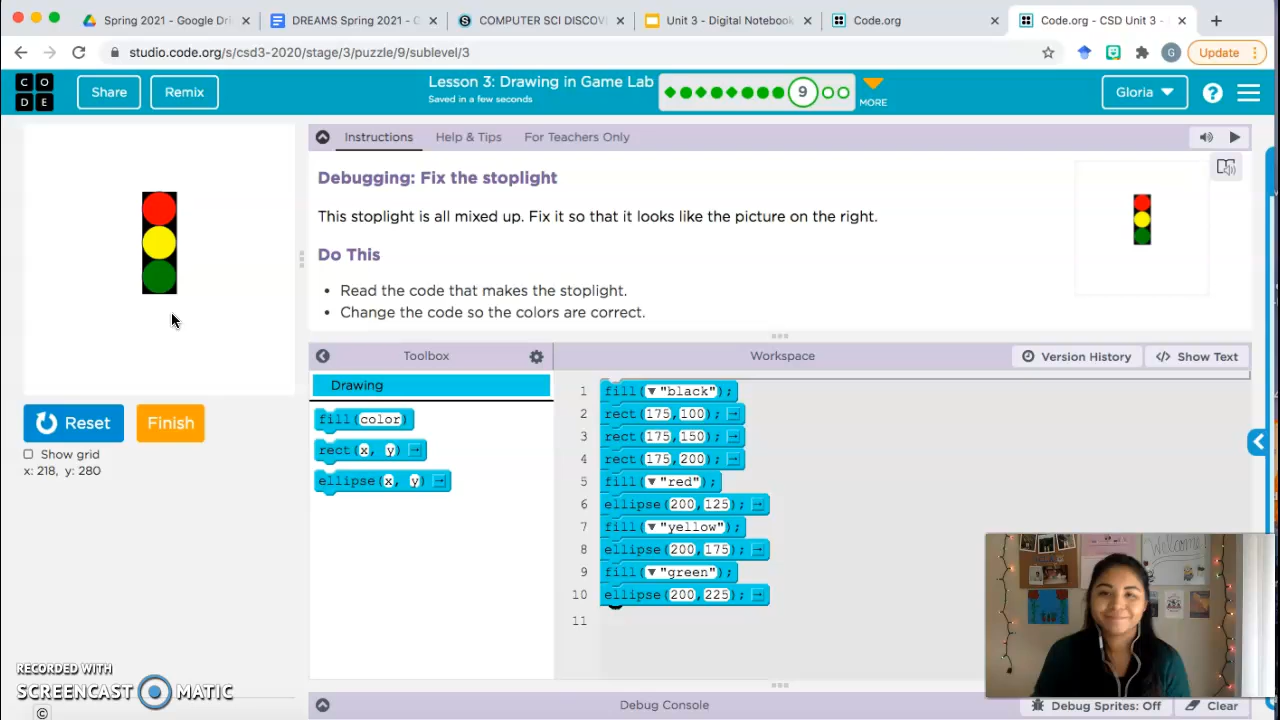 Spring 2021 - Google Dri
DREAMS Spring 2021 - G
COMPUTER SCI DISCOV
Unit 3 - Digital Notebook
Code.org
Code.org - CSD Unit 3 -
studio.code.org/s/csd3-2020/stage/3/puzzle/9/sublevel/3
G
Update
C O
D E
Share
Remix
Lesson 3: Drawing in Game Lab
Saved in a few seconds
9
MORE
Gloria
?
Instructions
Help & Tips
For Teachers Only
Debugging: Fix the stoplight
This stoplight is all mixed up. Fix it so that it looks like the picture on the right.
Do This
• Read the code that makes the stoplight.
• Change the code so the colors are correct.
Reset
Finish
Show grid
x: 218, y: 280
Toolbox
Drawing
fill(color)
rect(x, y)
ellipse(x, y)
Workspace
Version History
</> Show Text
1 fill("black");
2 rect(175,100);
3 rect(175,150);
4 rect(175,200);
5 fill("red");
6 ellipse(200,125);
7 fill("yellow");
8 ellipse(200,175);
9 fill("green");
10 ellipse(200,225);
11
Welcome!
RECORDED WITH
SCREENCAST MATIC
©
Debug Console
Debug Sprites: Off
Clear